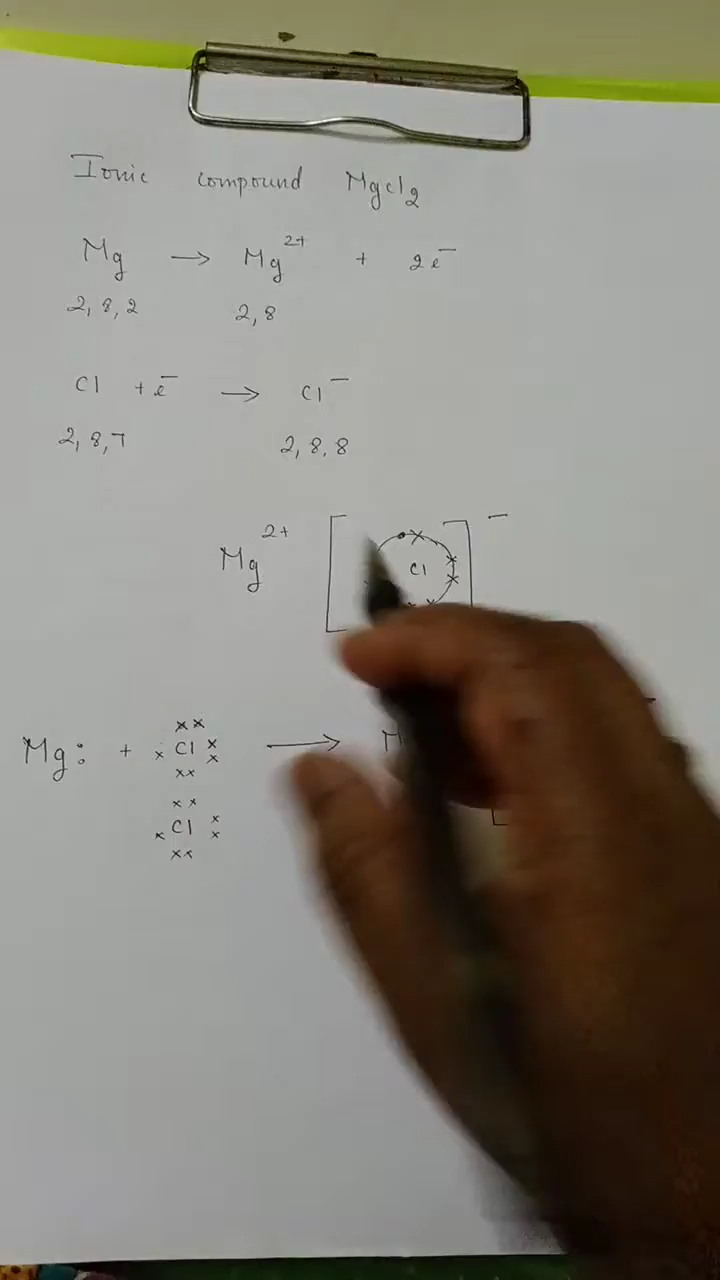 Ionic compound Mgcl2
Mg → Mg2+ + 2e−
2,8,2 2,8
Cl + e− → Cl−
2,8,7 2,8,8
Mg2+ [Cl]−
Mg: + Cl → M
Cl